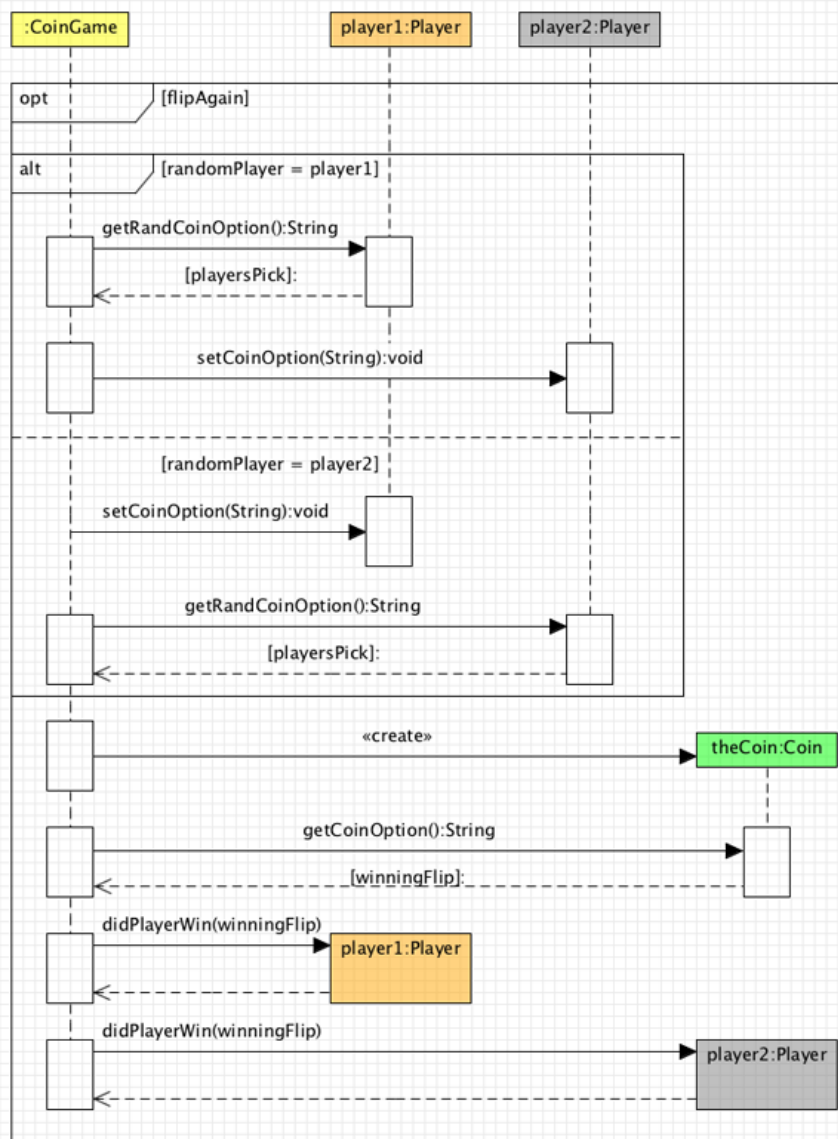 :CoinGame
player1:Player
player2:Player
opt
[flipAgain]
alt
[randomPlayer = player1]
getRandCoinOption():String
[playersPick]:
setCoinOption(String):void
[randomPlayer = player2]
setCoinOption(String):void
getRandCoinOption():String
[playersPick]:
«create»
theCoin:Coin
getCoinOption():String
[winningFlip]:
didPlayerWin(winningFlip)
player1:Player
didPlayerWin(winningFlip)
player2:Player